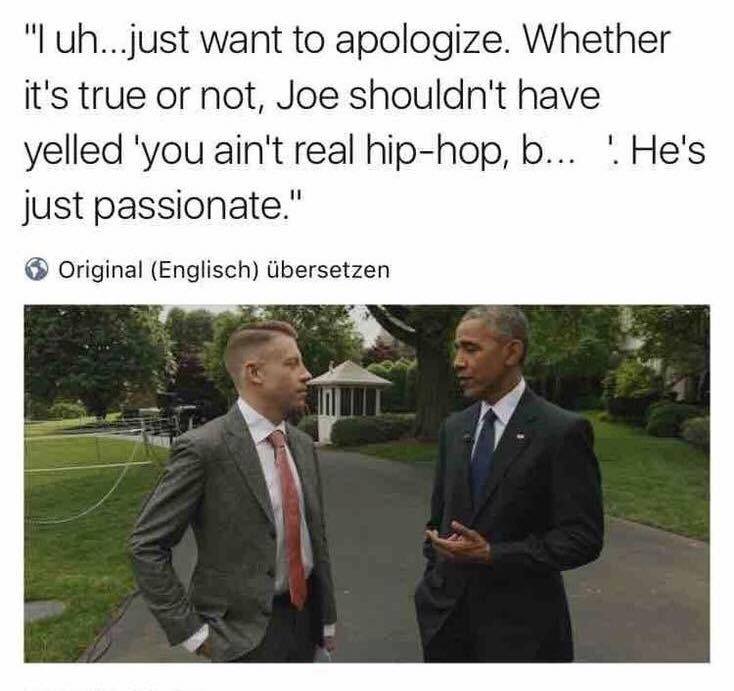 "I uh...just want to apologize. Whether
it's true or not, Joe shouldn't have
yelled 'you ain't real hip-hop, b... '. He's
just passionate."
Original (Englisch) übersetzen